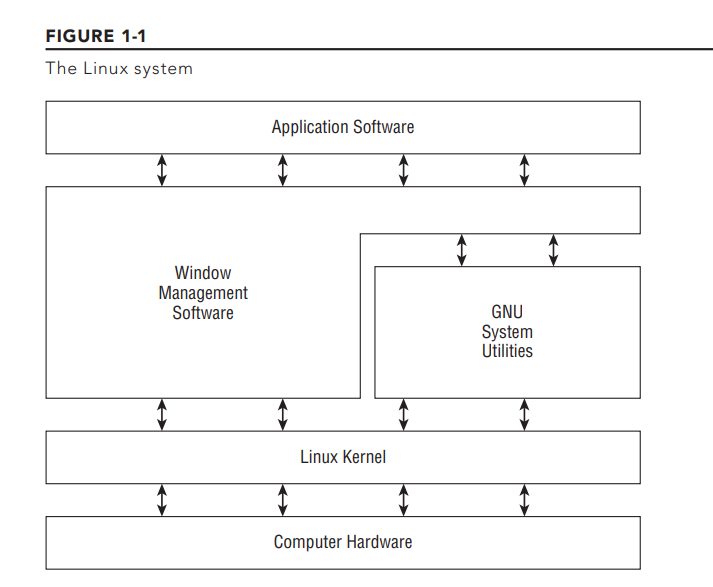 FIGURE 1-1
The Linux system
Application Software
Window
Management
Software
GNU
System
Utilities
Linux Kernel
Computer Hardware